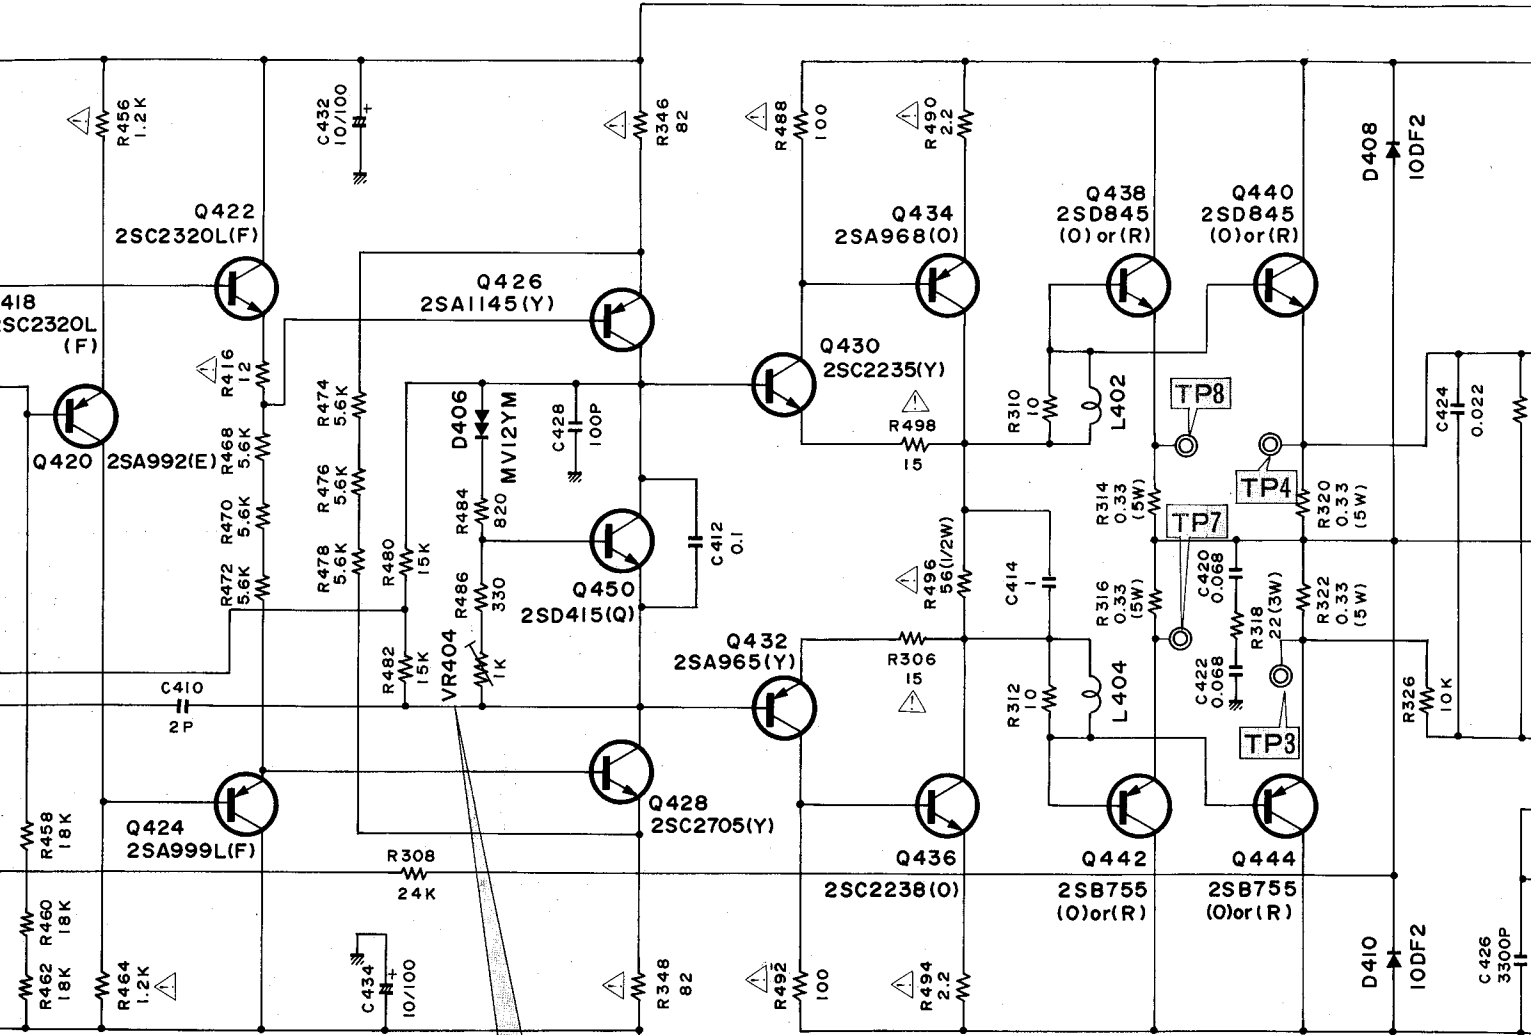 R456
1.2K
C432
10/100
+
R346
82
R488
100
R490
2.2
D408
10DF2
Q422
2SC2320L(F)
Q426
2SA1145(Y)
Q434
2SA968(O)
Q438
2SD845
(O) or (R)
Q440
2SD845
(O) or (R)
418
2SC2320L
(F)
R416
12
R474
5.6K
D406
MV12YM
C428
100P
Q430
2SC2235(Y)
R498
15
R310
10
L402
TP8
TP4
C424
0.022
Q420 2SA992(E)
R468
5.6K
R470
5.6K
R472
5.6K
R476
5.6K
R478
5.6K
R480
15K
R484
820
R486
330
Q450
2SD415(Q)
C412
0.1
R496
56(1/2W)
C414
1
R314
0.33
(5W)
TP7
R320
0.33
(5W)
R316
0.33
(5W)
C420
0.068
R318
22(3W)
C422
0.068
R322
0.33
(5W)
C410
2P
R482
15K
VR404
1K
Q432
2SA965(Y)
R306
15
R312
10
L404
TP3
R326
10K
R458
18K
Q424
2SA999L(F)
Q428
2SC2705(Y)
R308
24K
Q436
2SC2238(O)
Q442
2SB755
(O) or (R)
Q444
2SB755
(O) or (R)
R460
18K
R462
18K
R464
1.2K
C434
10/100
+
R348
82
R492
100
R494
2.2
D410
10DF2
C426
3300P